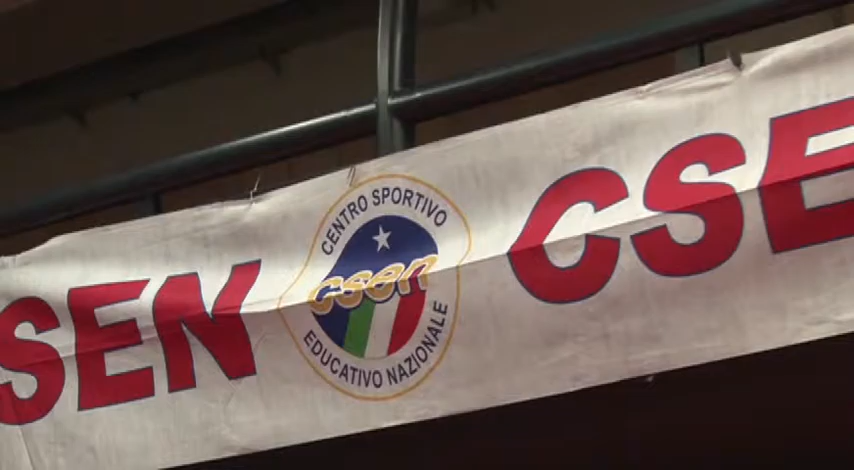 SEN
CENTRO SPORTIVO
csen
EDUCATIVO NAZIONALE
CSE